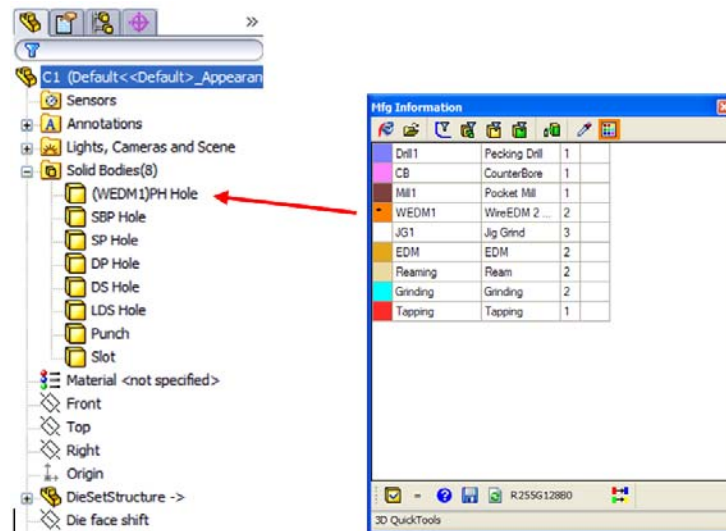 »
C1 (Default<<Default>_Appearan
Sensors
Annotations
Lights, Cameras and Scene
Solid Bodies(8)
(WEDM1)PH Hole
SBP Hole
SP Hole
DP Hole
DS Hole
LDS Hole
Punch
Slot
Material <not specified>
Front
Top
Right
Origin
DieSetStructure ->
Die face shift
Mfg Information
Drill1 Pecking Drill 1
CB CounterBore 1
Mill1 Pocket Mill 1
WEDM1 WireEDM 2 ... 2
JG1 Jig Grind 3
EDM EDM 2
Reaming Ream 2
Grinding Grinding 2
Tapping Tapping 1
R255G128B0
3D QuickTools